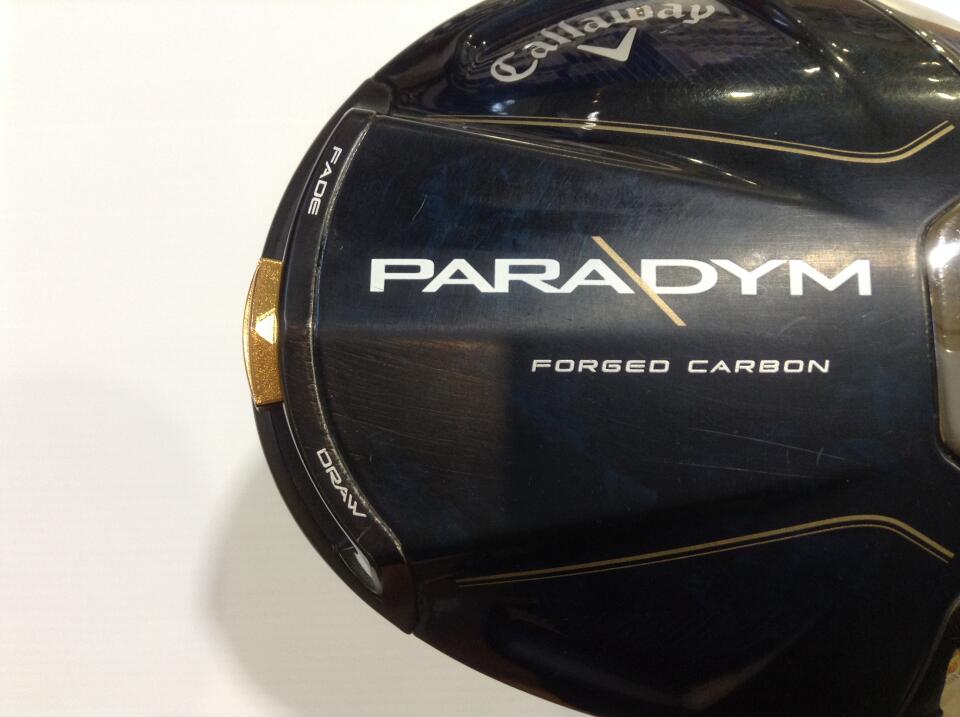 Callaway
FADE
PARADYM
FORGED CARBON
DRAW